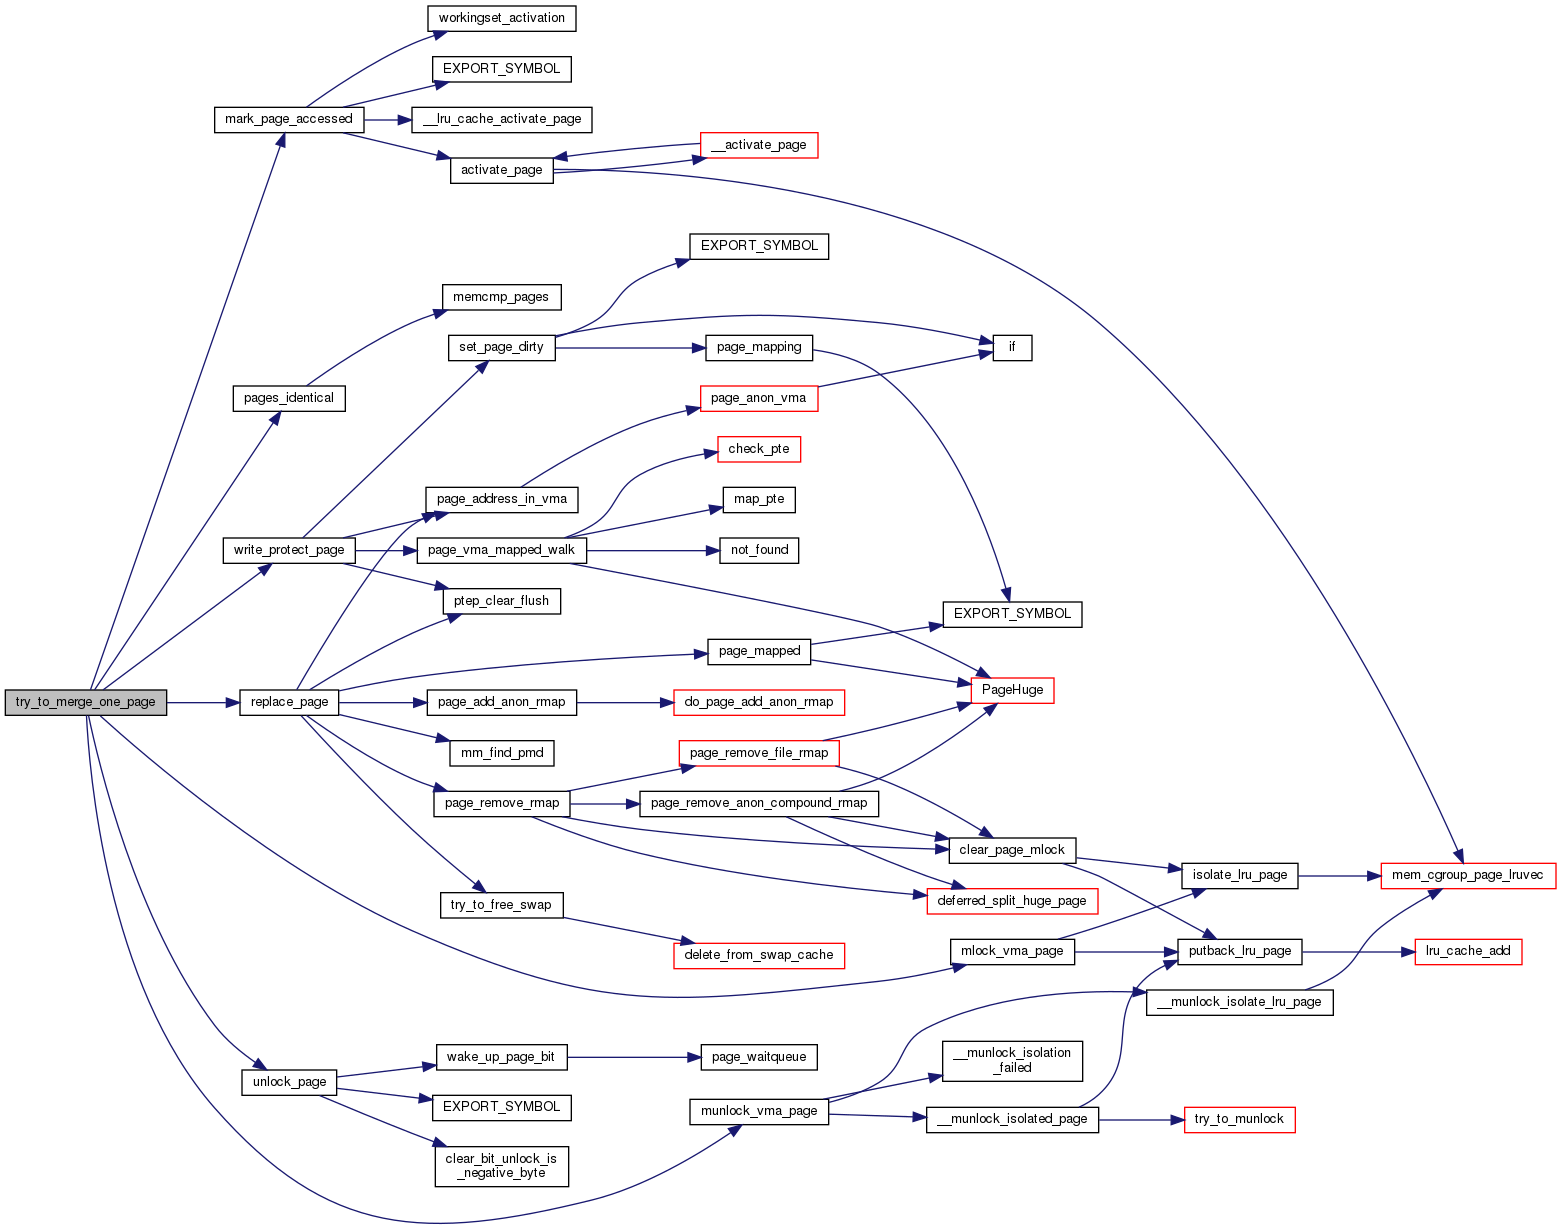 workingset_activation
EXPORT_SYMBOL
mark_page_accessed
__lru_cache_activate_page
__activate_page
activate_page
EXPORT_SYMBOL
memcmp_pages
set_page_dirty
page_mapping
if
pages_identical
page_anon_vma
check_pte
page_address_in_vma
map_pte
write_protect_page
page_vma_mapped_walk
not_found
ptep_clear_flush
EXPORT_SYMBOL
page_mapped
PageHuge
try_to_merge_one_page
replace_page
page_add_anon_rmap
do_page_add_anon_rmap
mm_find_pmd
page_remove_file_rmap
page_remove_rmap
page_remove_anon_compound_rmap
clear_page_mlock
isolate_lru_page
mem_cgroup_page_lruvec
try_to_free_swap
deferred_split_huge_page
delete_from_swap_cache
mlock_vma_page
putback_lru_page
lru_cache_add
__munlock_isolate_lru_page
wake_up_page_bit
page_waitqueue
__munlock_isolation
_failed
unlock_page
EXPORT_SYMBOL
munlock_vma_page
__munlock_isolated_page
try_to_munlock
clear_bit_unlock_is
_negative_byte